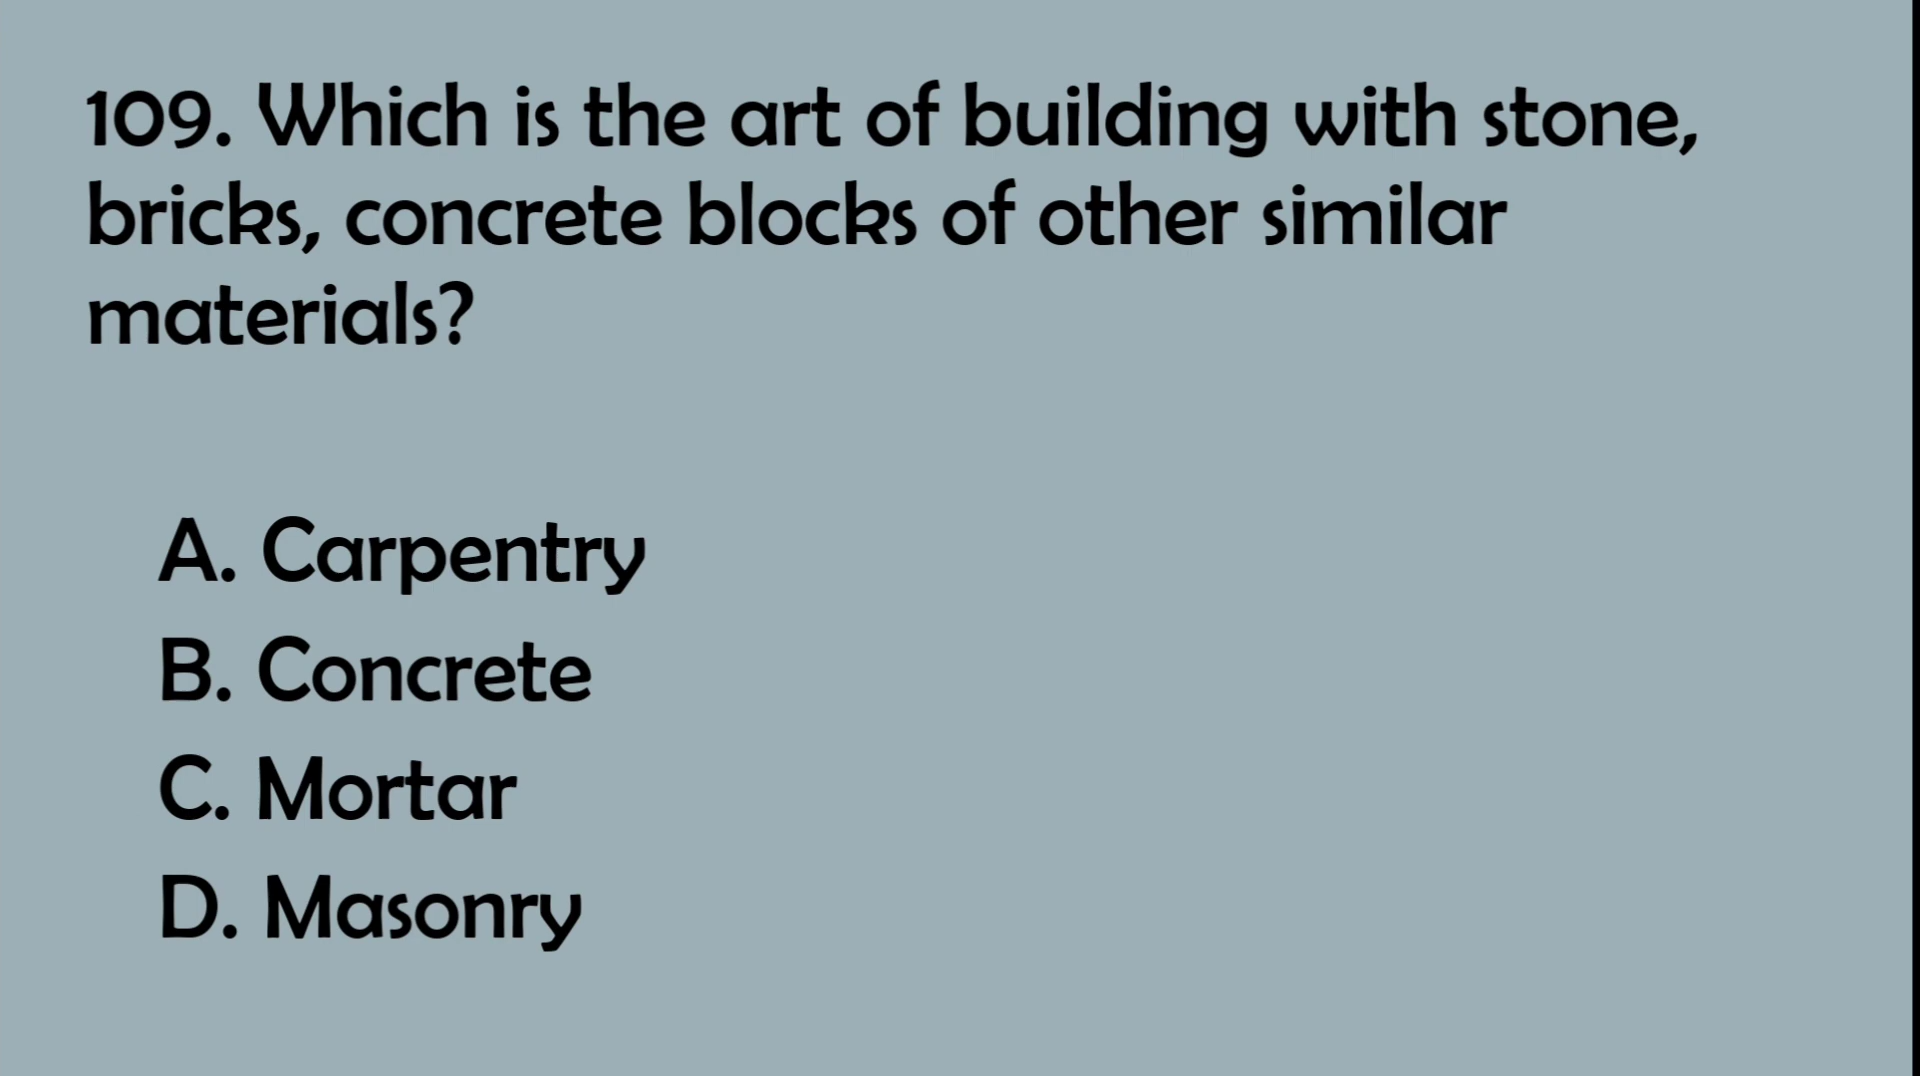 109. Which is the art of building with stone,
bricks, concrete blocks of other similar
materials?
A. Carpentry
B. Concrete
C. Mortar
D. Masonry